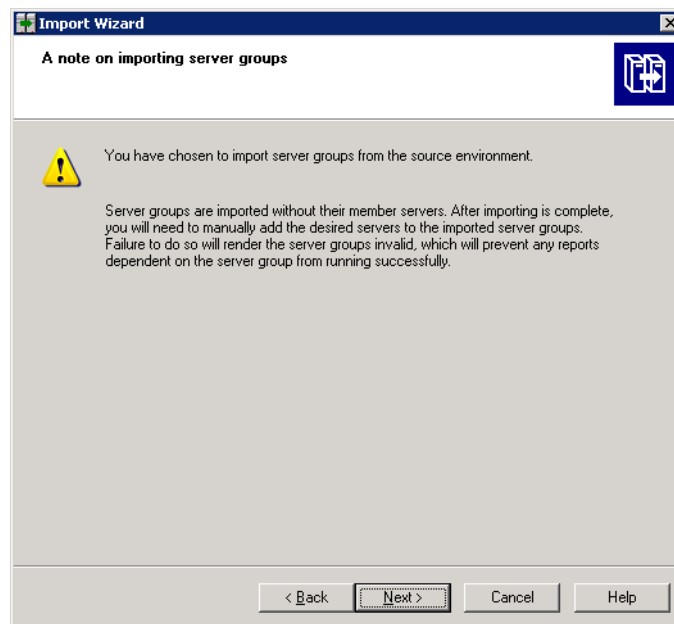 Import Wizard
A note on importing server groups
You have chosen to import server groups from the source environment.
Server groups are imported without their member servers. After importing is complete,
you will need to manually add the desired servers to the imported server groups.
Failure to do so will render the server groups invalid, which will prevent any reports
dependent on the server group from running successfully.
< Back Next > Cancel Help